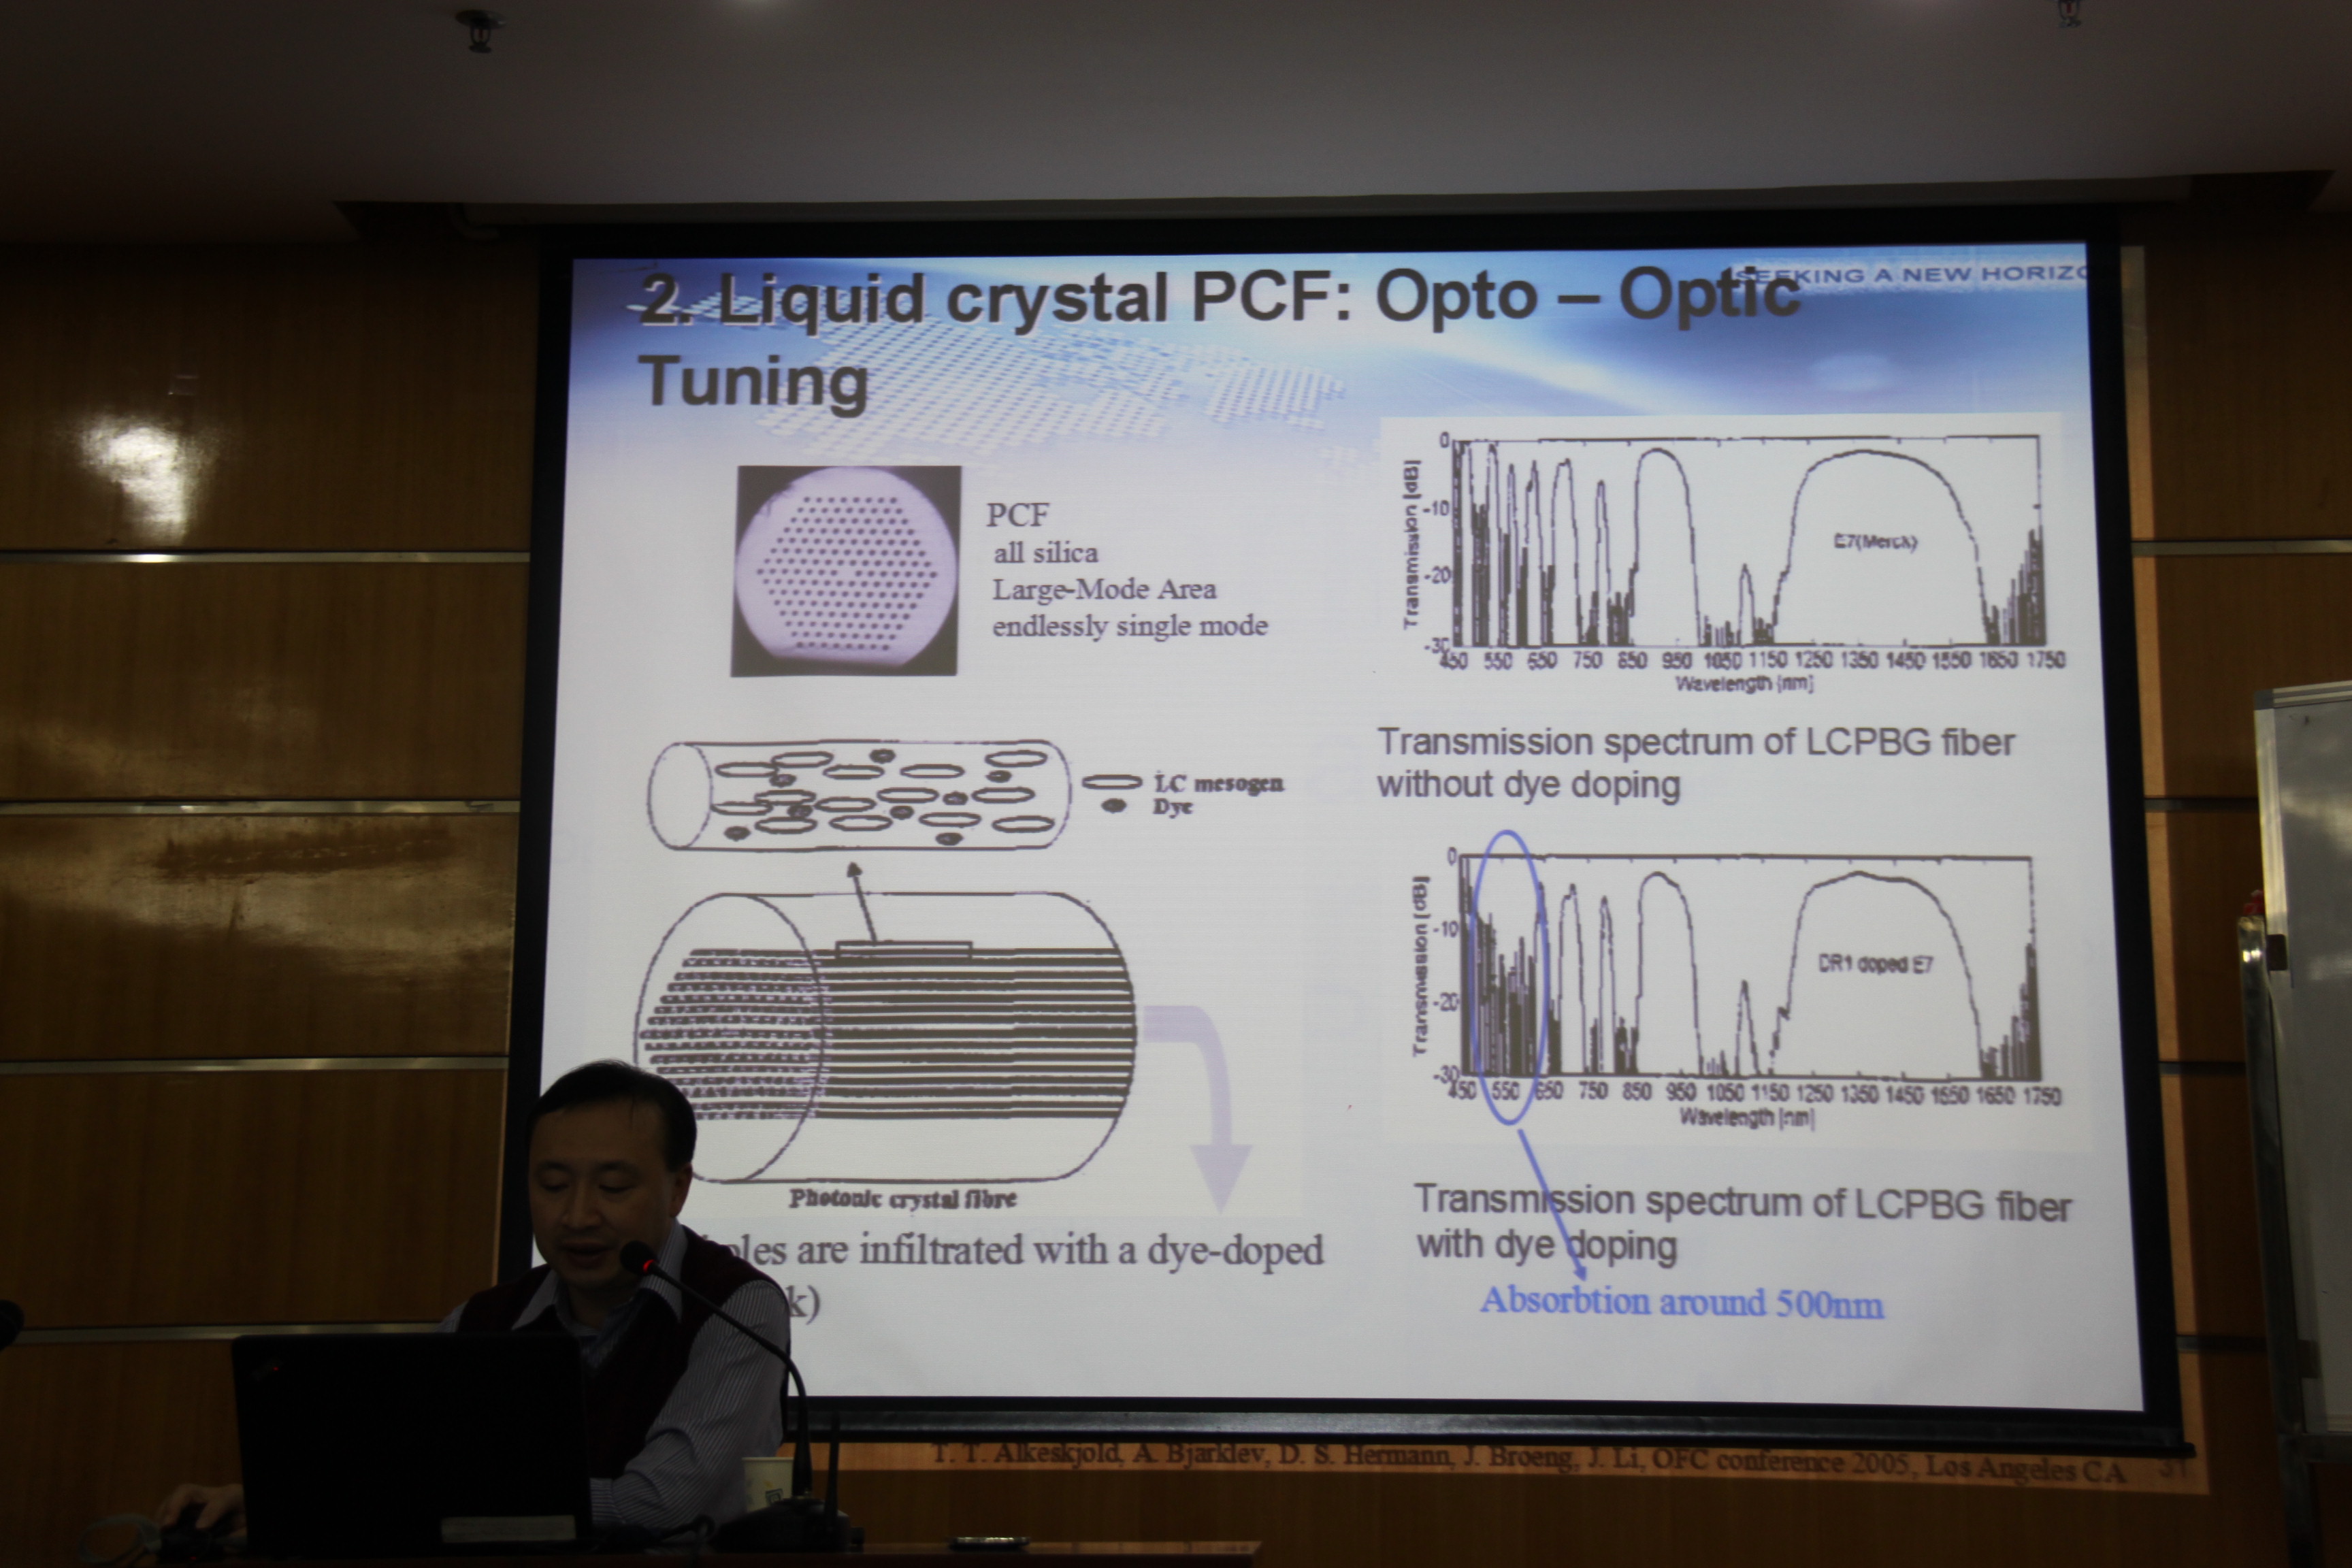 SEEKING A NEW
2. Liquid crystal PCF: Opto – Optic
Tuning
PCF
all silica
Large-Mode Area
endlessly single mode
LC mesogen
Dye
Photonic crystal fibre
are infiltrated with a dye-doped
k)
0
-10
-20
-30
Transmission [dB]
E7(Merck)
450 550 650 750 850 950 1050 1150 1250 1350 1450 1550 1650 1750
Wavelength [nm]
Transmission spectrum of LCPBG fiber
without dye doping
0
-10
-20
-30
Transmission [dB]
DR1 doped E7
450 550 650 750 850 950 1050 1150 1250 1350 1450 1550 1650 1750
Wavelength [nm]
Transmission spectrum of LCPBG fiber
with dye doping
Absorbtion around 500nm
T. T. Alkeskjold, A. Bjarklev, D. S. Hermann, J. Broeng, J. Li, OFC conference 2005, Los Angeles CA